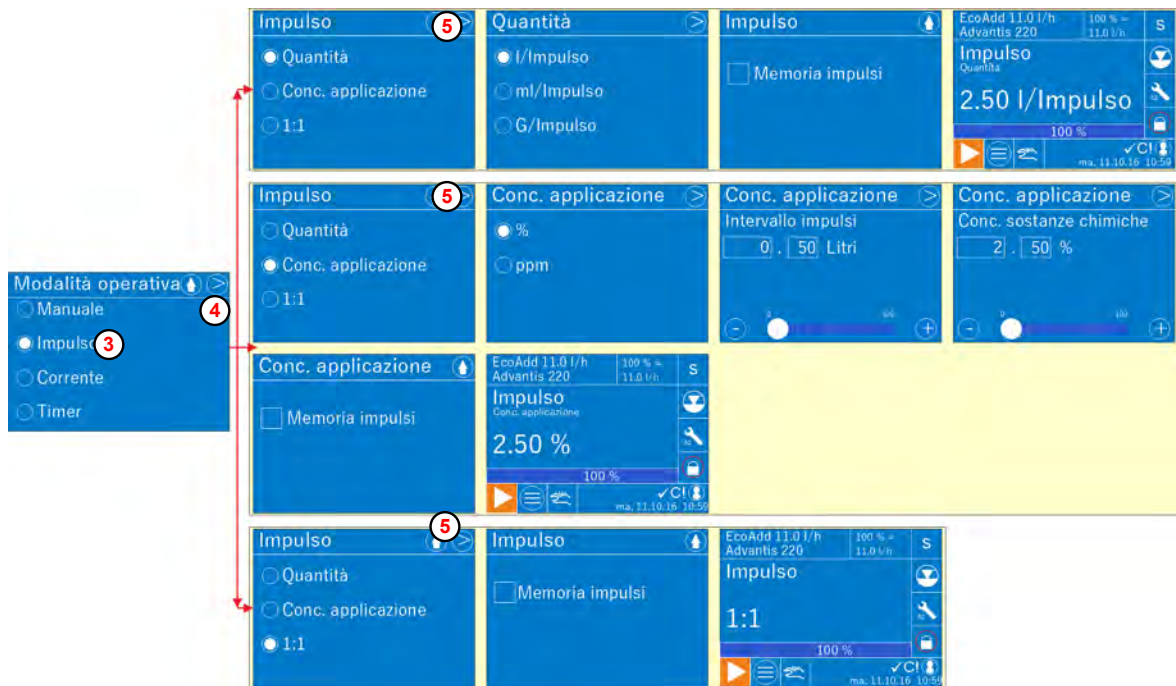 Impulso
5
Quantità
Conc. applicazione
1:1
Quantità
l/Impulso
ml/Impulso
G/Impulso
Impulso
Memoria impulsi
EcoAdd 11.0 l/h
Advantis 220
100 % =
11.0 l/h
S
Impulso
Quantità
2.50 l/Impulso
100 %
✓C!
ma, 11.10.16 10:59
Impulso
5
Quantità
Conc. applicazione
1:1
Conc. applicazione
%
ppm
Conc. applicazione
Intervallo impulsi
0 . 50 Litri
0 100
- +
Conc. applicazione
Conc. sostanze chimiche
2 . 50 %
0 100
- +
Modalità operativa
4
Manuale
Impulso
3
Corrente
Timer
Conc. applicazione
Memoria impulsi
EcoAdd 11.0 l/h
Advantis 220
100 % =
11.0 l/h
S
Impulso
Conc. applicazione
2.50 %
100 %
✓C!
ma, 11.10.16 10:59
5
Impulso
Quantità
Conc. applicazione
1:1
Impulso
Memoria impulsi
EcoAdd 11.0 l/h
Advantis 220
100 % =
11.0 l/h
S
Impulso
1:1
100 %
✓C!
ma, 11.10.16 10:59